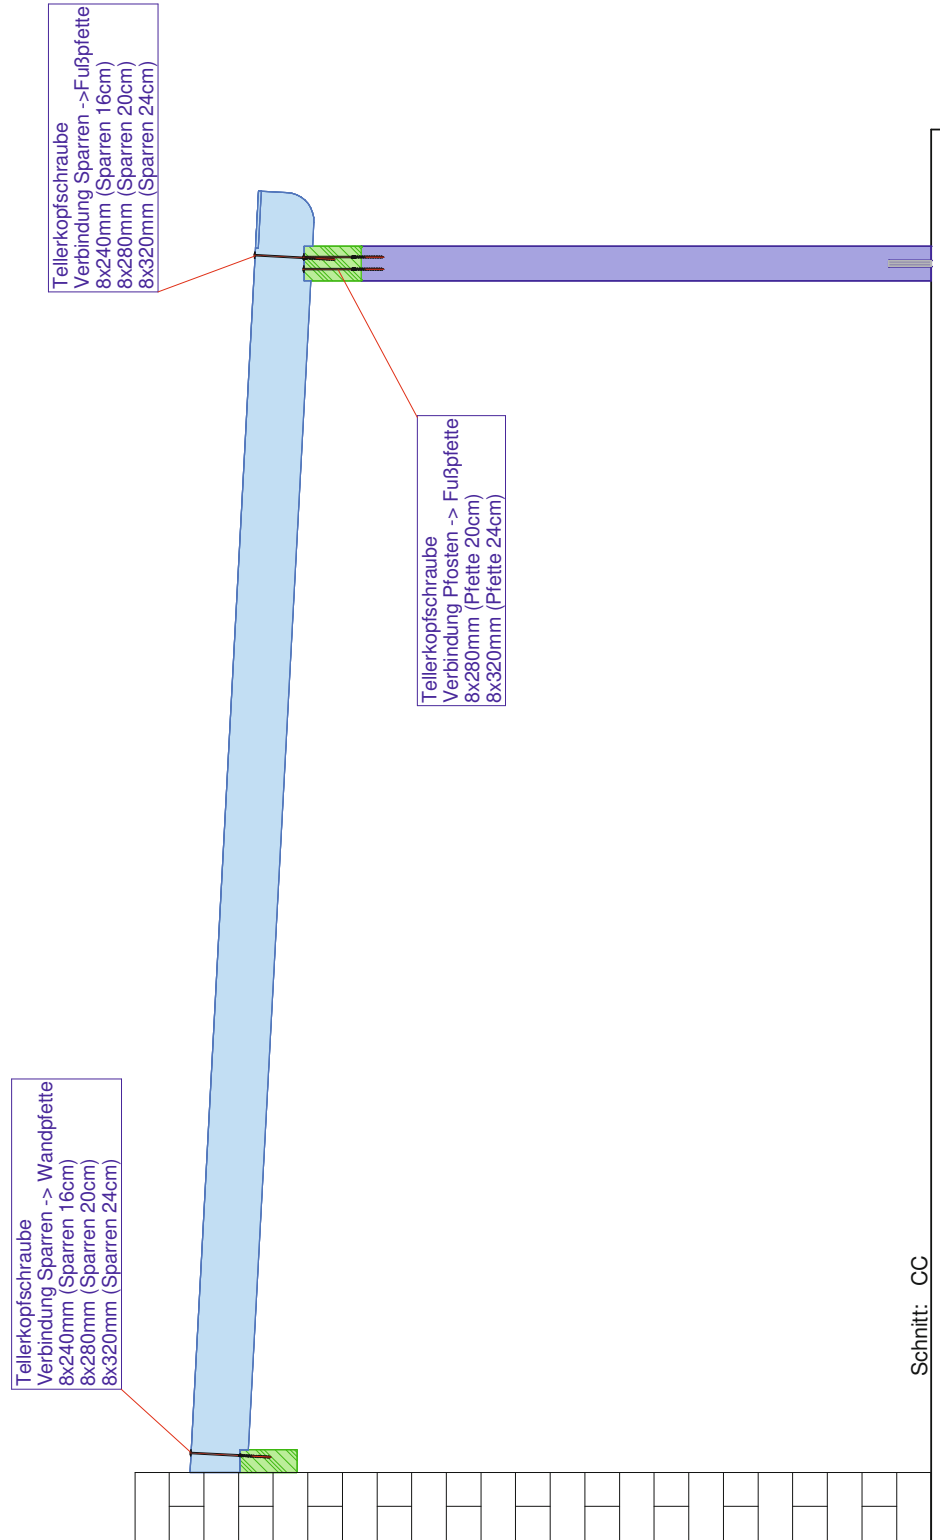 Tellerkopfschraube
Verbindung Sparren -> Wandpfette
8x240mm (Sparren 16cm)
8x280mm (Sparren 20cm)
8x320mm (Sparren 24cm)
Tellerkopfschraube
Verbindung Sparren ->Fußpfette
8x240mm (Sparren 16cm)
8x280mm (Sparren 20cm)
8x320mm (Sparren 24cm)
Tellerkopfschraube
Verbindung Pfosten -> Fußpfette
8x280mm (Pfette 20cm)
8x320mm (Pfette 24cm)
Schnitt: CC